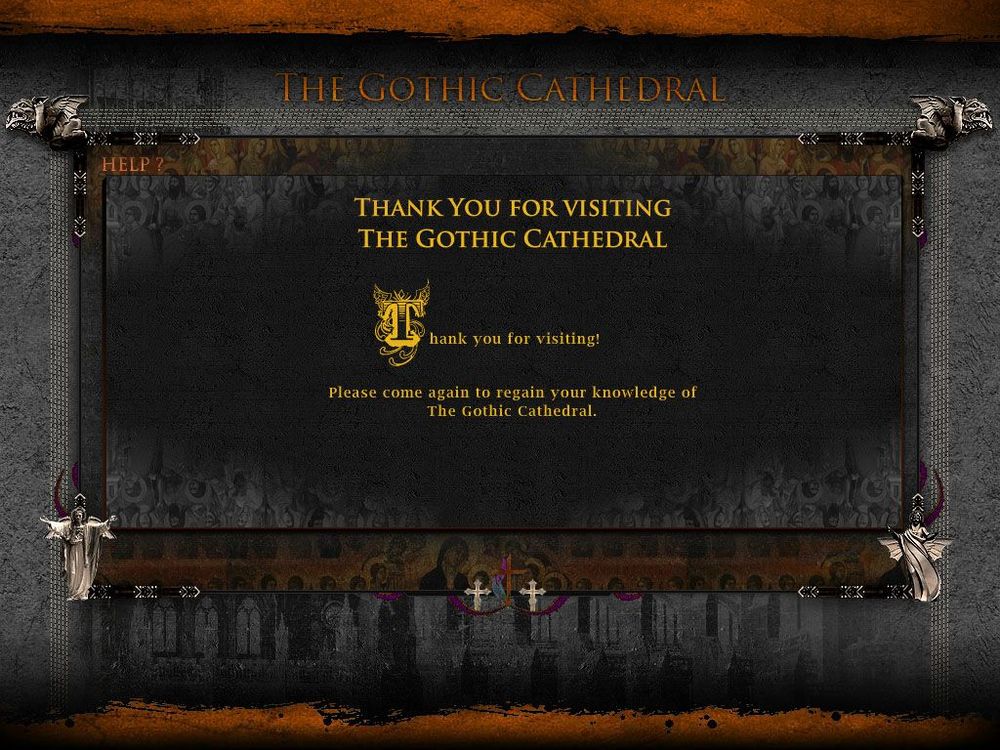 The Gothic Cathedral
HELP ?
Thank You for visiting
The Gothic Cathedral
Thank you for visiting!
Please come again to regain your knowledge of
The Gothic Cathedral.